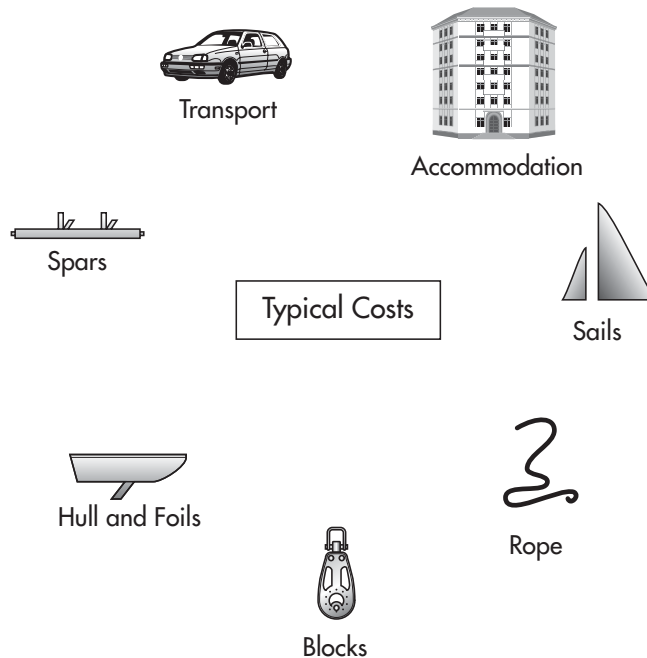 Transport
Accommodation
Spars
Typical Costs
Sails
Hull and Foils
Rope
Blocks